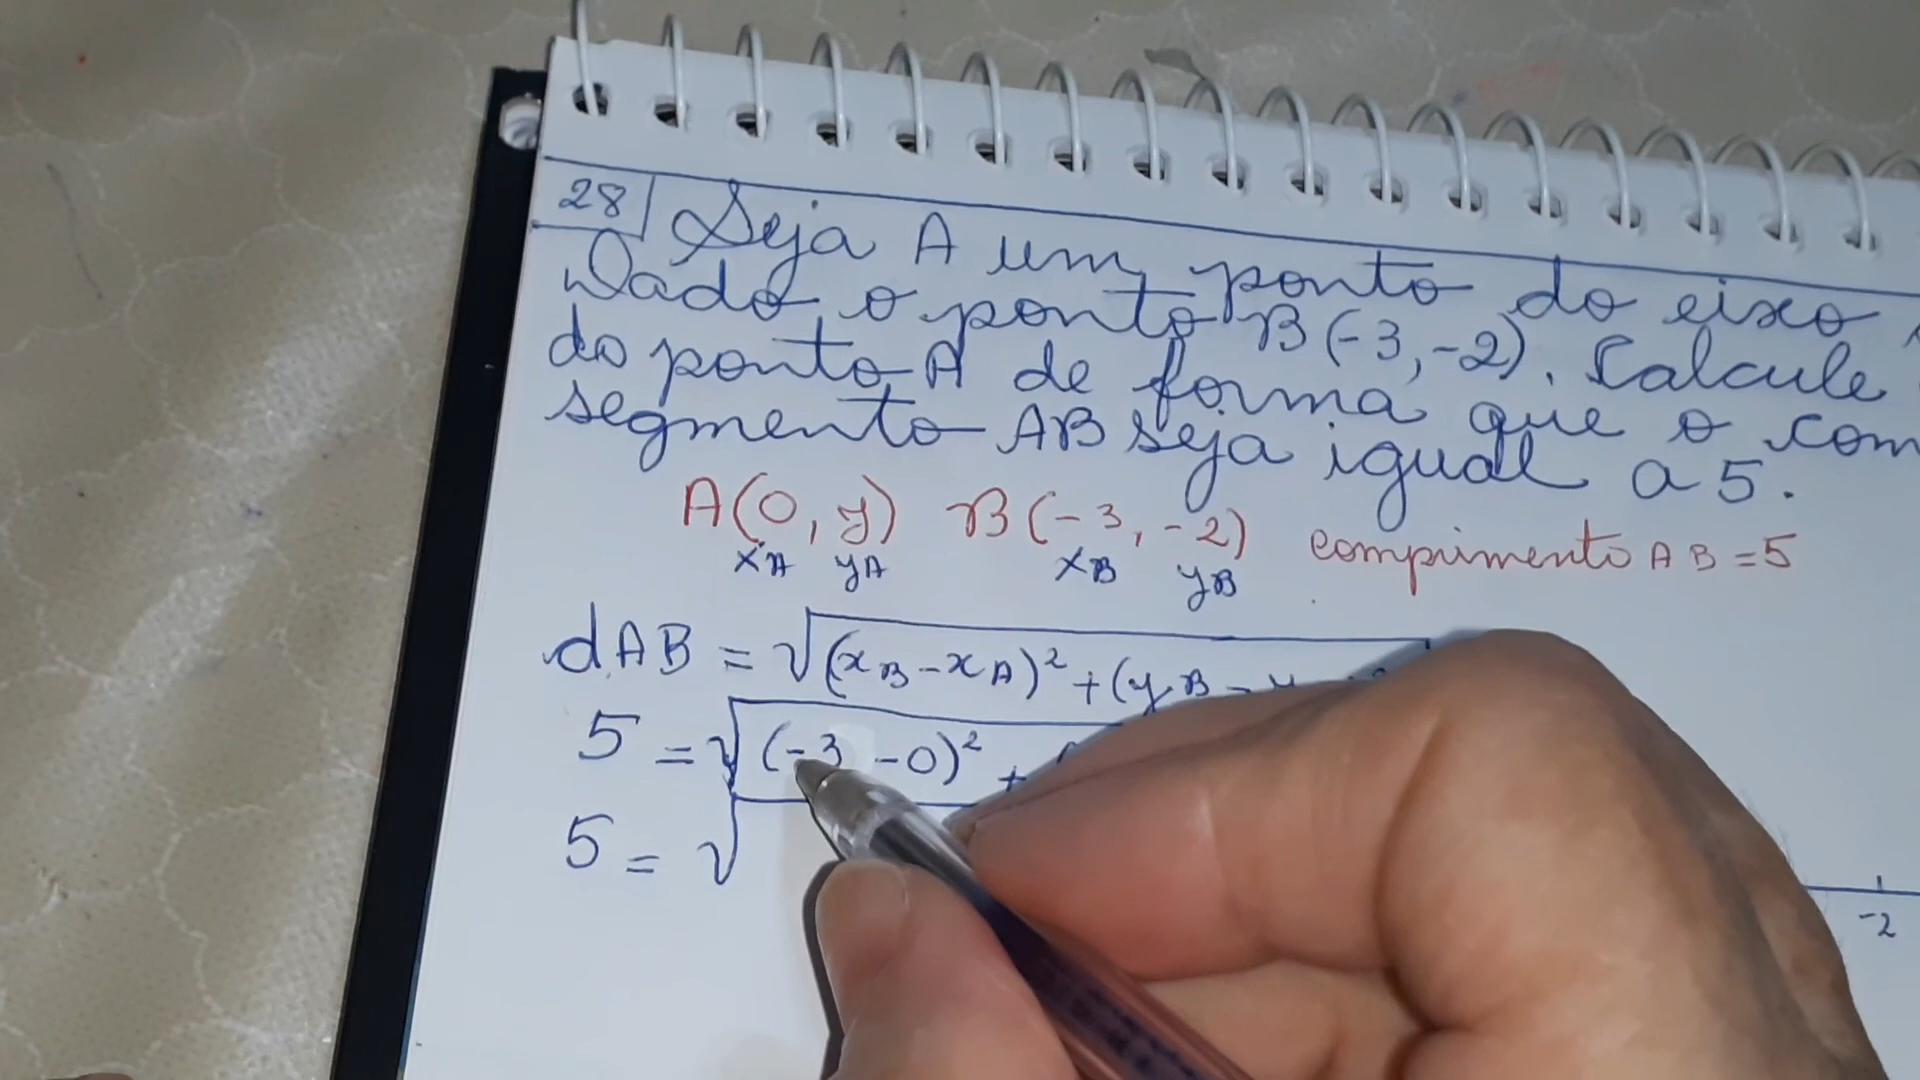 28 Seja A um ponto do eixo
Dado o ponto B(-3,-2). Calcule
do ponto A de forma que o com
segmento AB seja igual a 5.
A(0, y) B(-3, -2) comprimento AB=5
xA yA xB yB
dAB = √(xB-xA)² + (yB -
5 = √(-3 -0)² + (
5 = √
-2